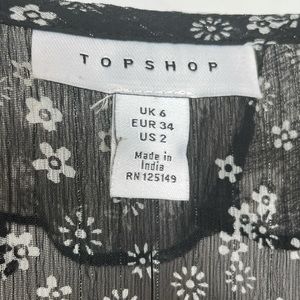 TOPSHOP
UK 6
EUR 34
US 2
Made in
India
RN 125149